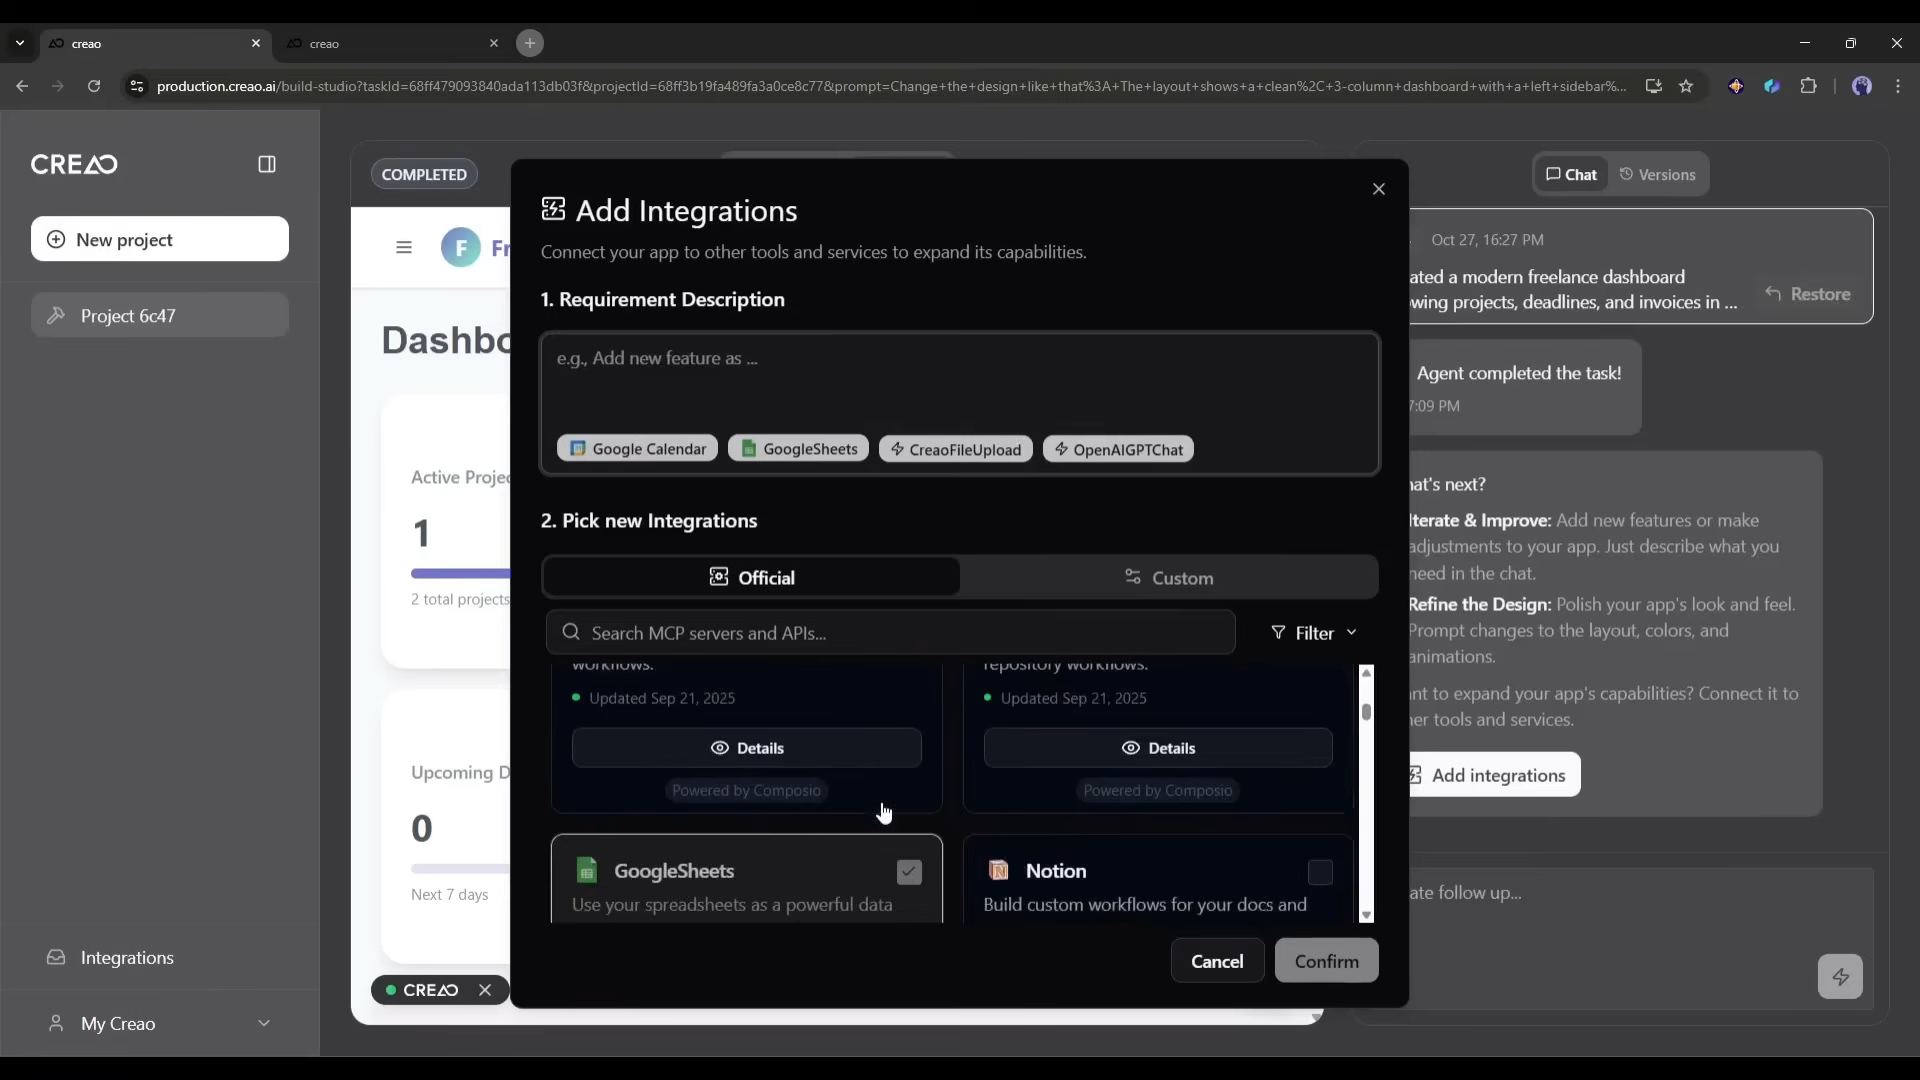 creao
creao
production.creao.ai/build-studio?taskId=68ff479093840ada113db03f&projectId=68ff3b19fa489fa3a0ce8c77&prompt=Change+the+design+like+that%3A+The+layout+shows+a+clean%2C+3-column+dashboard+with+a+left+sidebar%...
CREAO
New project
Project 6c47
Integrations
My Creao
COMPLETED
F Fr
Dashbo
Active Projec
1
2 total projects
Upcoming D
0
Next 7 days
CREAO
Add Integrations
Connect your app to other tools and services to expand its capabilities.
1. Requirement Description
e.g., Add new feature as ...
Google Calendar GoogleSheets CreaoFileUpload OpenAIGPTChat
2. Pick new Integrations
Official Custom
Search MCP servers and APIs... Filter
workflows.
Updated Sep 21, 2025
Details
Powered by Composio
repository workflows.
Updated Sep 21, 2025
Details
Powered by Composio
GoogleSheets
Use your spreadsheets as a powerful data
Notion
Build custom workflows for your docs and
Cancel Confirm
Chat Versions
Oct 27, 16:27 PM
ated a modern freelance dashboard
wing projects, deadlines, and invoices in ...
Restore
Agent completed the task!
7:09 PM
at's next?
Iterate & Improve: Add new features or make
adjustments to your app. Just describe what you
need in the chat.
Refine the Design: Polish your app's look and feel.
Prompt changes to the layout, colors, and
animations.
nt to expand your app's capabilities? Connect it to
er tools and services.
Add integrations
ate follow up...